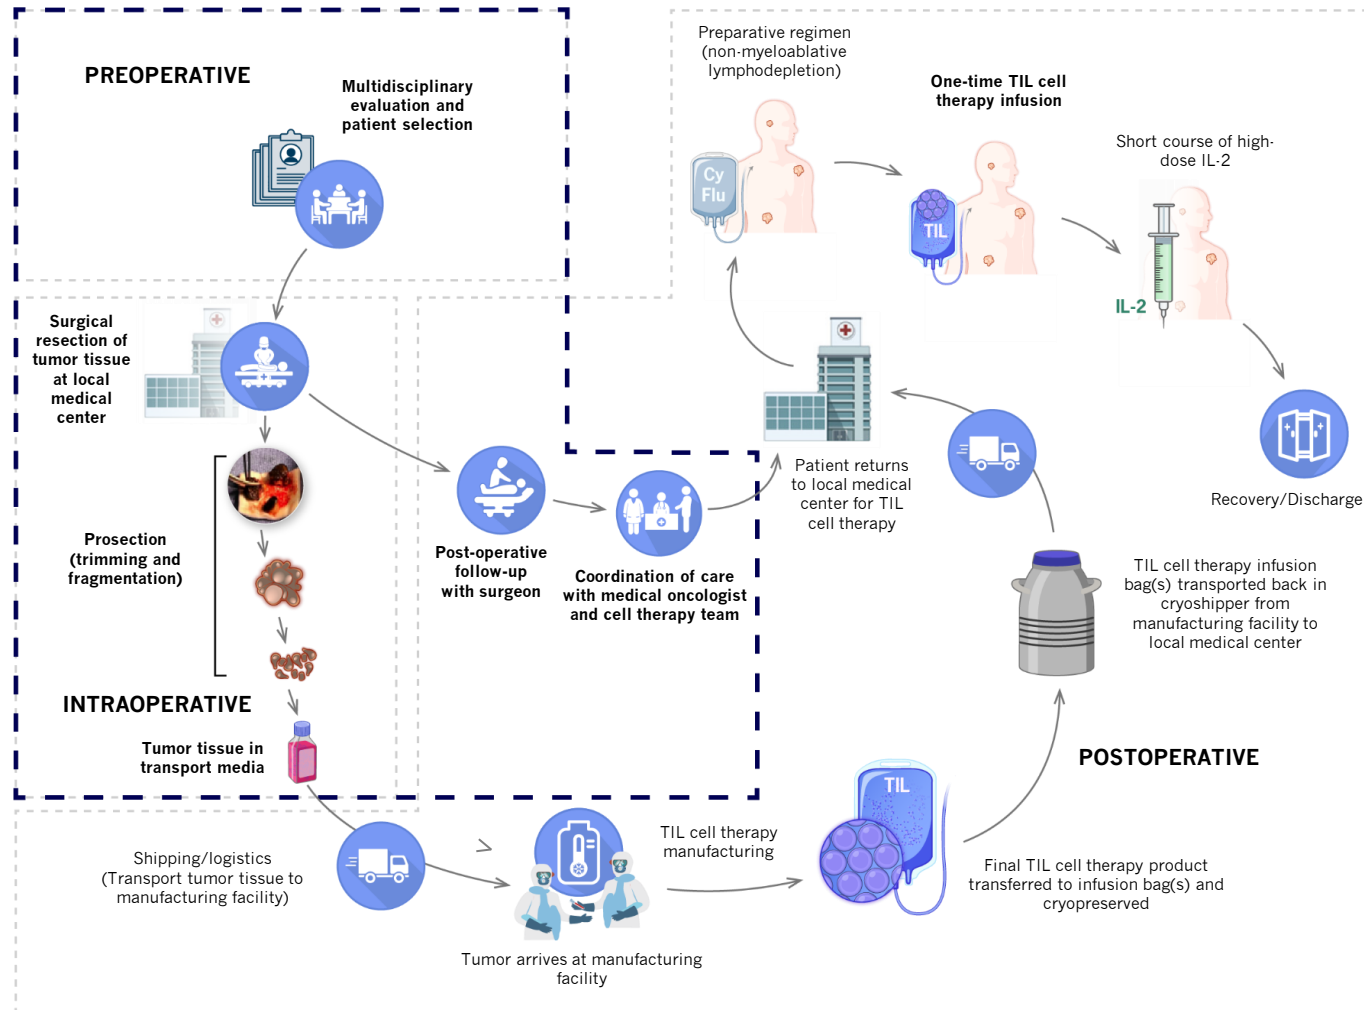 PREOPERATIVE
Multidisciplinary
evaluation and
patient selection
Surgical
resection of
tumor tissue
at local
medical
center
Prosection
(trimming and
fragmentation)
INTRAOPERATIVE
Tumor tissue in
transport media
Post-operative
follow-up
with surgeon
Coordination of care
with medical oncologist
and cell therapy team
Shipping/logistics
(Transport tumor tissue to
manufacturing facility)
Tumor arrives at manufacturing
facility
TIL cell therapy
manufacturing
TIL
Final TIL cell therapy product
transferred to infusion bag(s) and
cryopreserved
POSTOPERATIVE
TIL cell therapy infusion
bag(s) transported back in
cryoshipper from
manufacturing facility to
local medical center
Patient returns
to local medical
center for TIL
cell therapy
Preparative regimen
(non-myeloablative
lymphodepletion)
Cy
Flu
One-time TIL cell
therapy infusion
TIL
Short course of high-
dose IL-2
IL-2
Recovery/Discharge